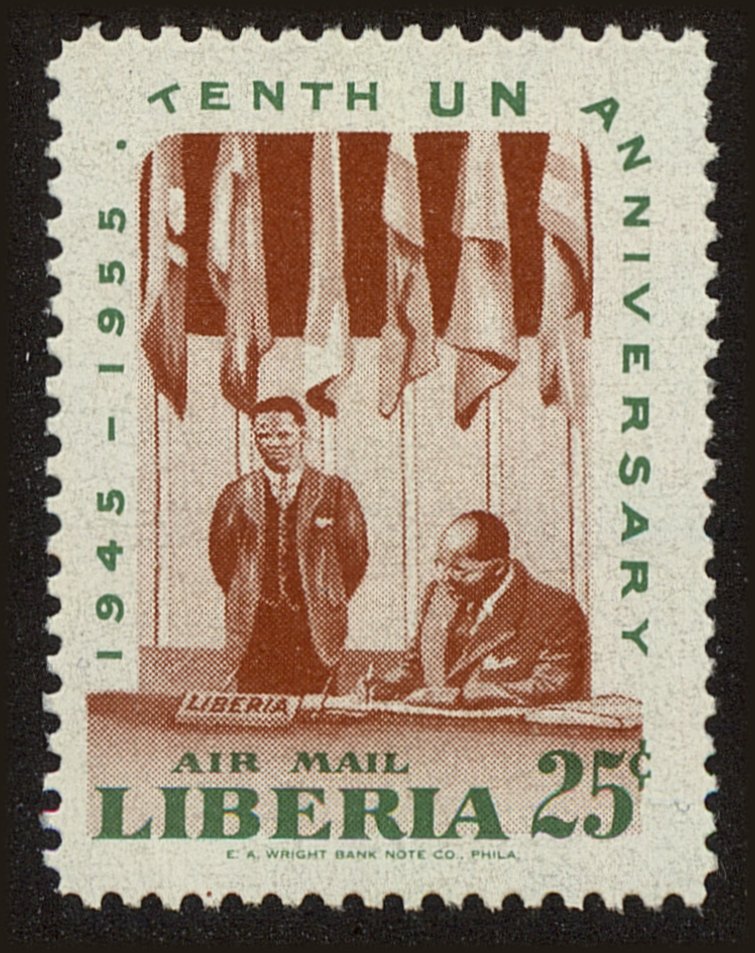 1945 - 1955 · TENTH UN ANNIVERSARY
LIBERIA
AIR MAIL
LIBERIA 25¢
E. A. WRIGHT BANK NOTE CO., PHILA.